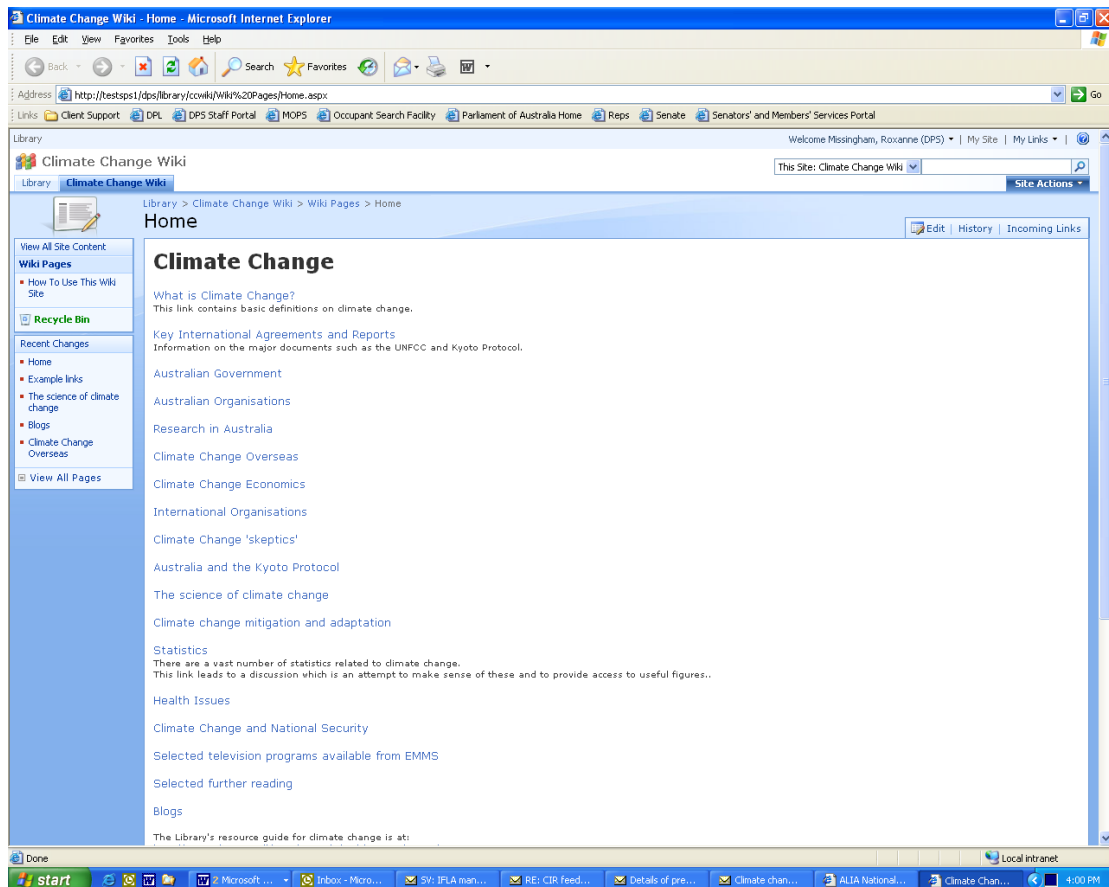 Climate Change Wiki - Home - Microsoft Internet Explorer
File Edit View Favorites Tools Help
Back Search Favorites
Address http://testsps1/dps/library/ccwiki/Wiki%20Pages/Home.aspx Go
Links Client Support DPL DPS Staff Portal MOPS Occupant Search Facility Parliament of Australia Home Reps Senate Senators' and Members' Services Portal
Library Welcome Missingham, Roxanne (DPS) | My Site | My Links |
Climate Change Wiki This Site: Climate Change Wiki
Library Climate Change Wiki Site Actions
Library > Climate Change Wiki > Wiki Pages > Home
Home
Edit | History | Incoming Links
View All Site Content
Wiki Pages
How To Use This Wiki
Site
Recycle Bin
Recent Changes
Home
Example links
The science of climate
change
Blogs
Climate Change
Overseas
View All Pages
Climate Change
What is Climate Change?
This link contains basic definitions on climate change.
Key International Agreements and Reports
Information on the major documents such as the UNFCC and Kyoto Protocol.
Australian Government
Australian Organisations
Research in Australia
Climate Change Overseas
Climate Change Economics
International Organisations
Climate Change 'skeptics'
Australia and the Kyoto Protocol
The science of climate change
Climate change mitigation and adaptation
Statistics
There are a vast number of statistics related to climate change.
This link leads to a discussion which is an attempt to make sense of these and to provide access to useful figures..
Health Issues
Climate Change and National Security
Selected television programs available from EMMS
Selected further reading
Blogs
The Library's resource guide for climate change is at:
Done Local intranet
start 2 Microsoft ... Inbox - Micro... SV: IFLA man... RE: CIR feed... Details of pre... Climate chan... ALIA National... Climate Chan... 4:00 PM